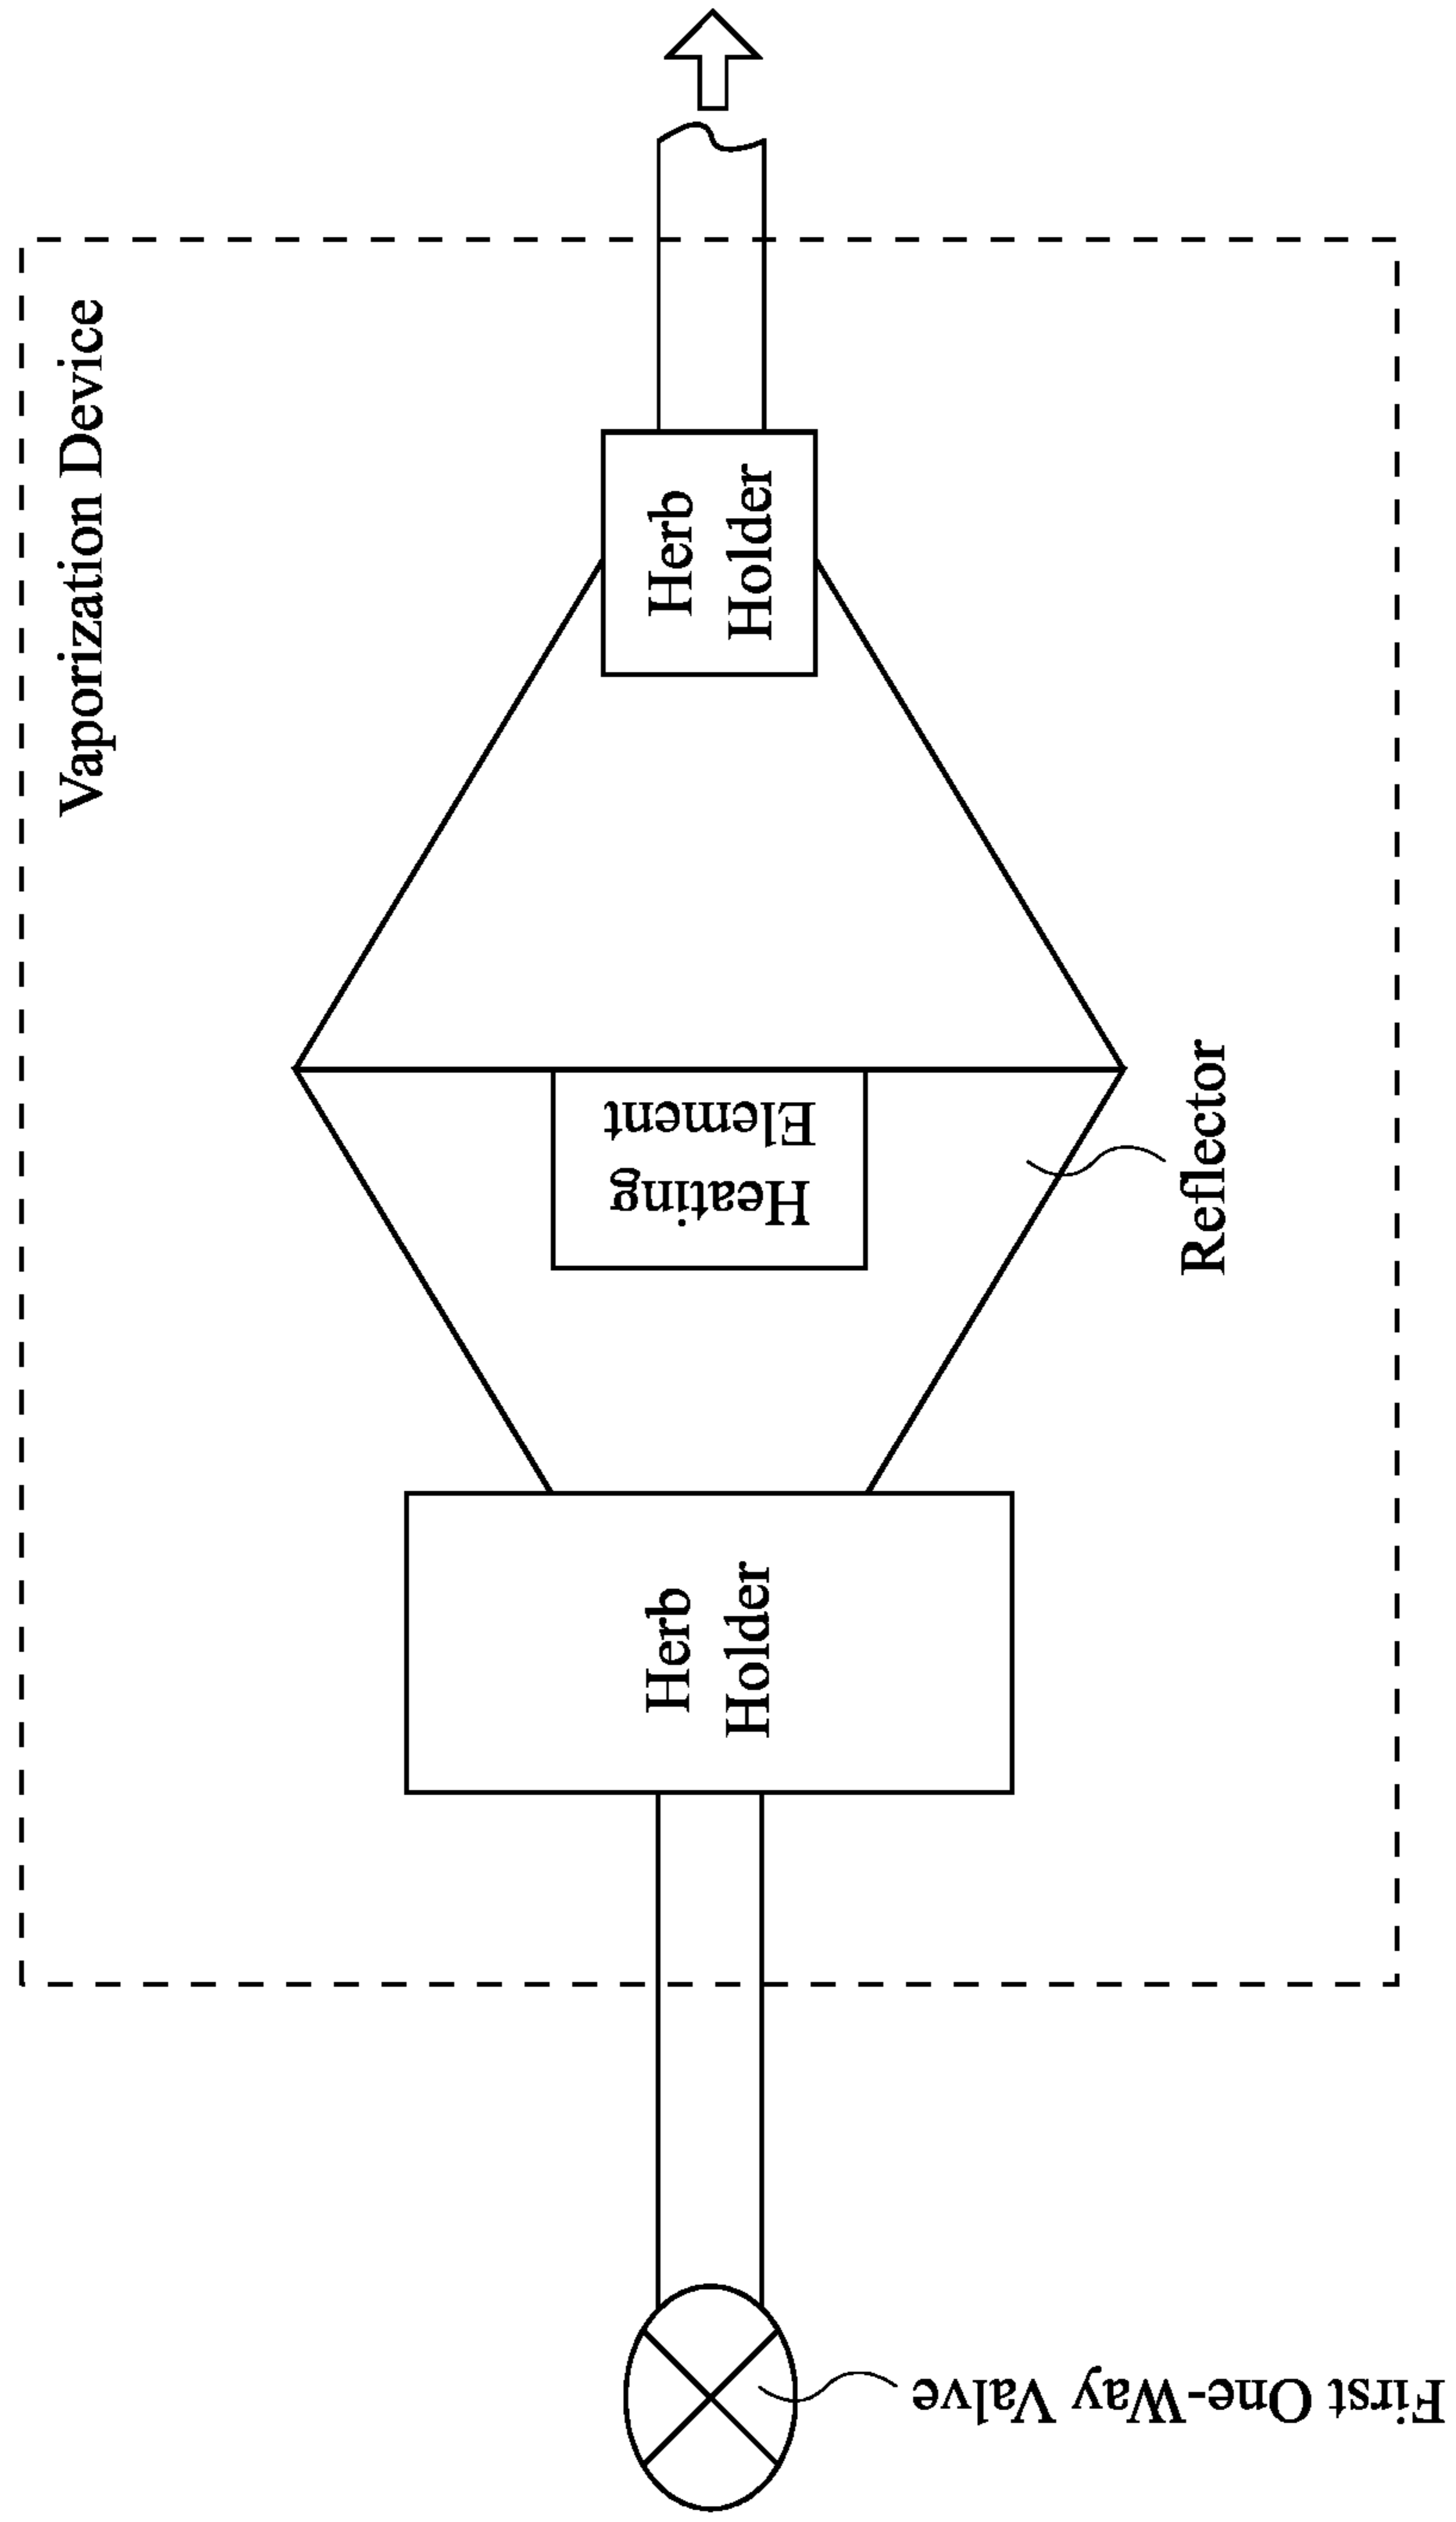 Vaporization Device
Herb
Holder
Heating
Element
Reflector
Herb
Holder
First One-Way Valve